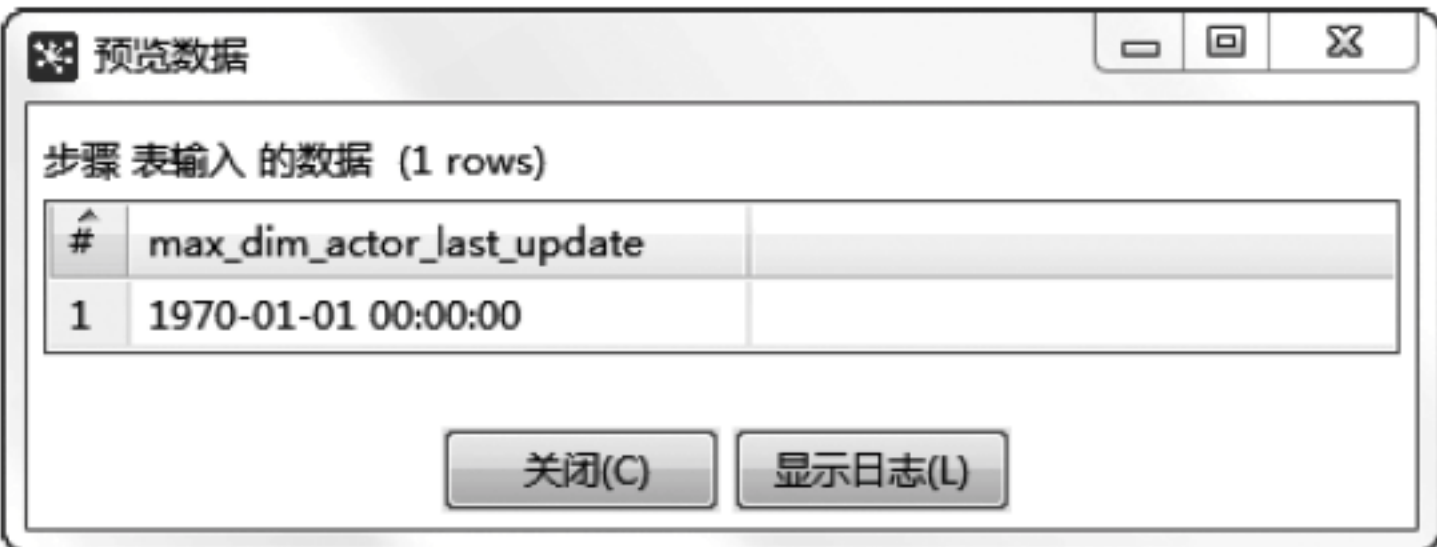 预览数据
步骤 表输入 的数据 (1 rows)
# max_dim_actor_last_update
1 1970-01-01 00:00:00
关闭(C) 显示日志(L)